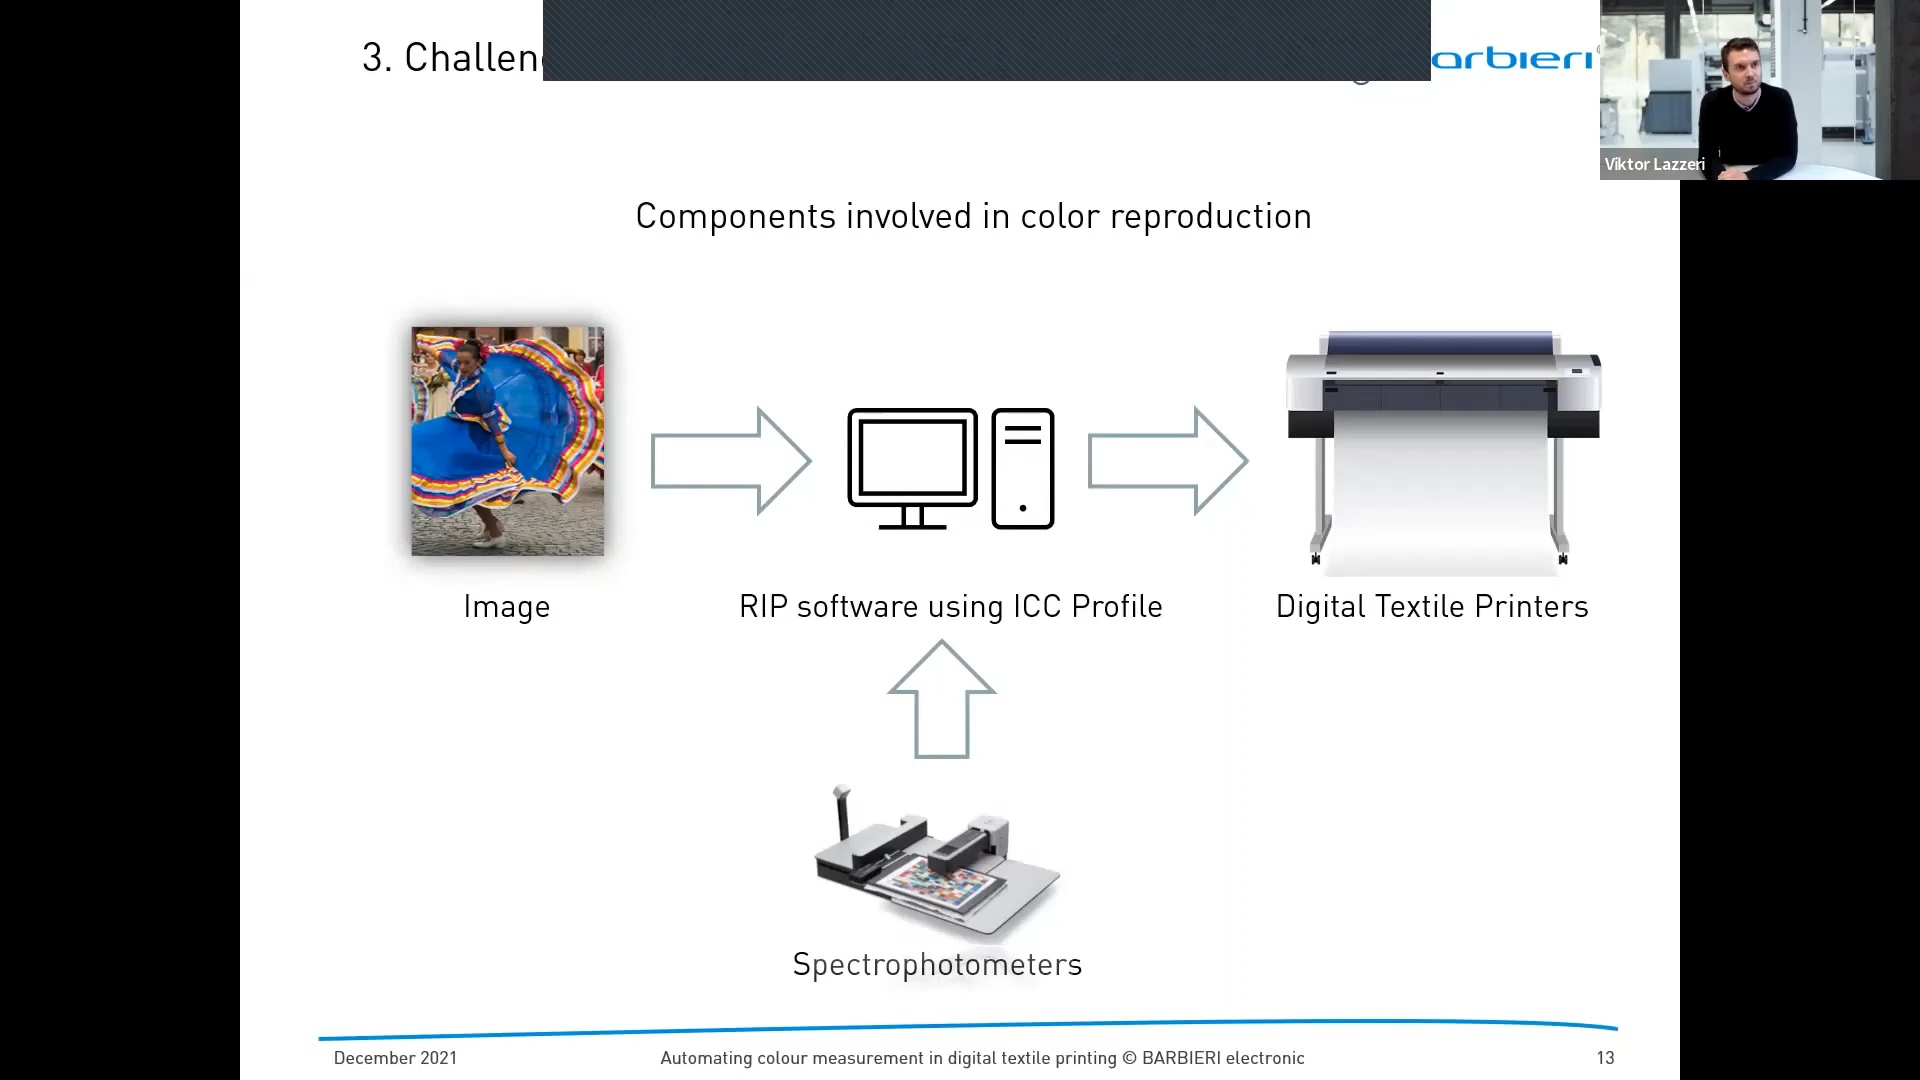 3. Challen
arbieri
Viktor Lazzeri
Components involved in color reproduction
Image
RIP software using ICC Profile
Digital Textile Printers
Spectrophotometers
December 2021
Automating colour measurement in digital textile printing © BARBIERI electronic
13